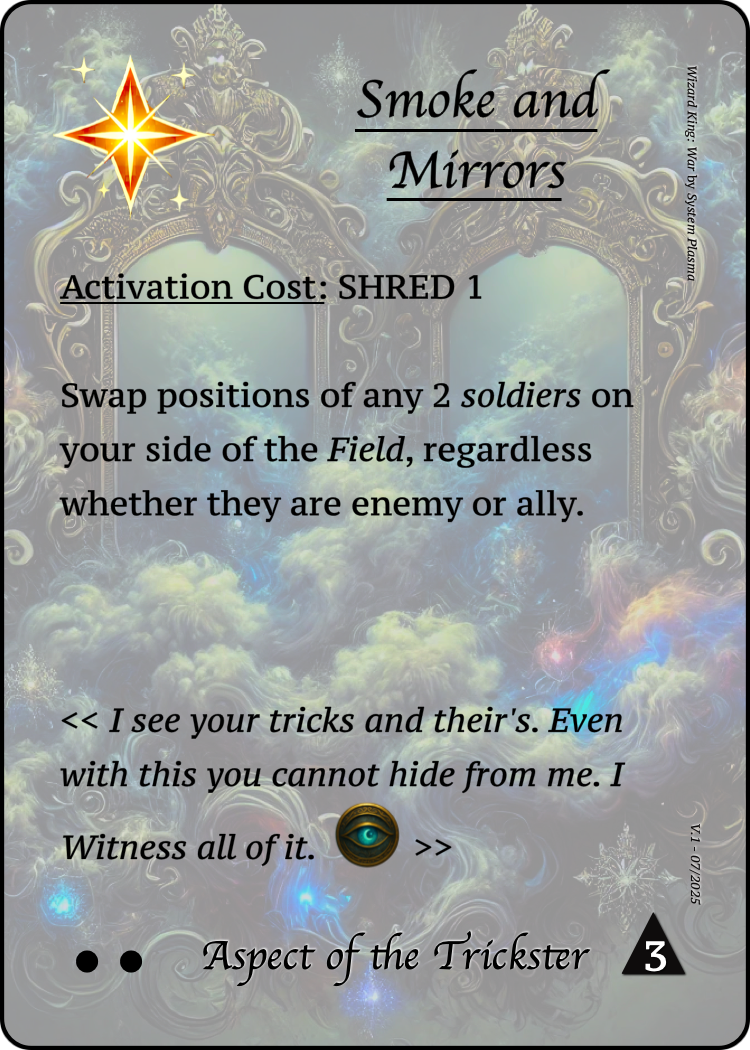 Smoke and
Mirrors
Wizard King: War by System Plasma
Activation Cost: SHRED 1
Swap positions of any 2 soldiers on
your side of the Field, regardless
whether they are enemy or ally.
<< I see your tricks and their's. Even
with this you cannot hide from me. I
Witness all of it. >>
V.1 - 07/2025
Aspect of the Trickster
3